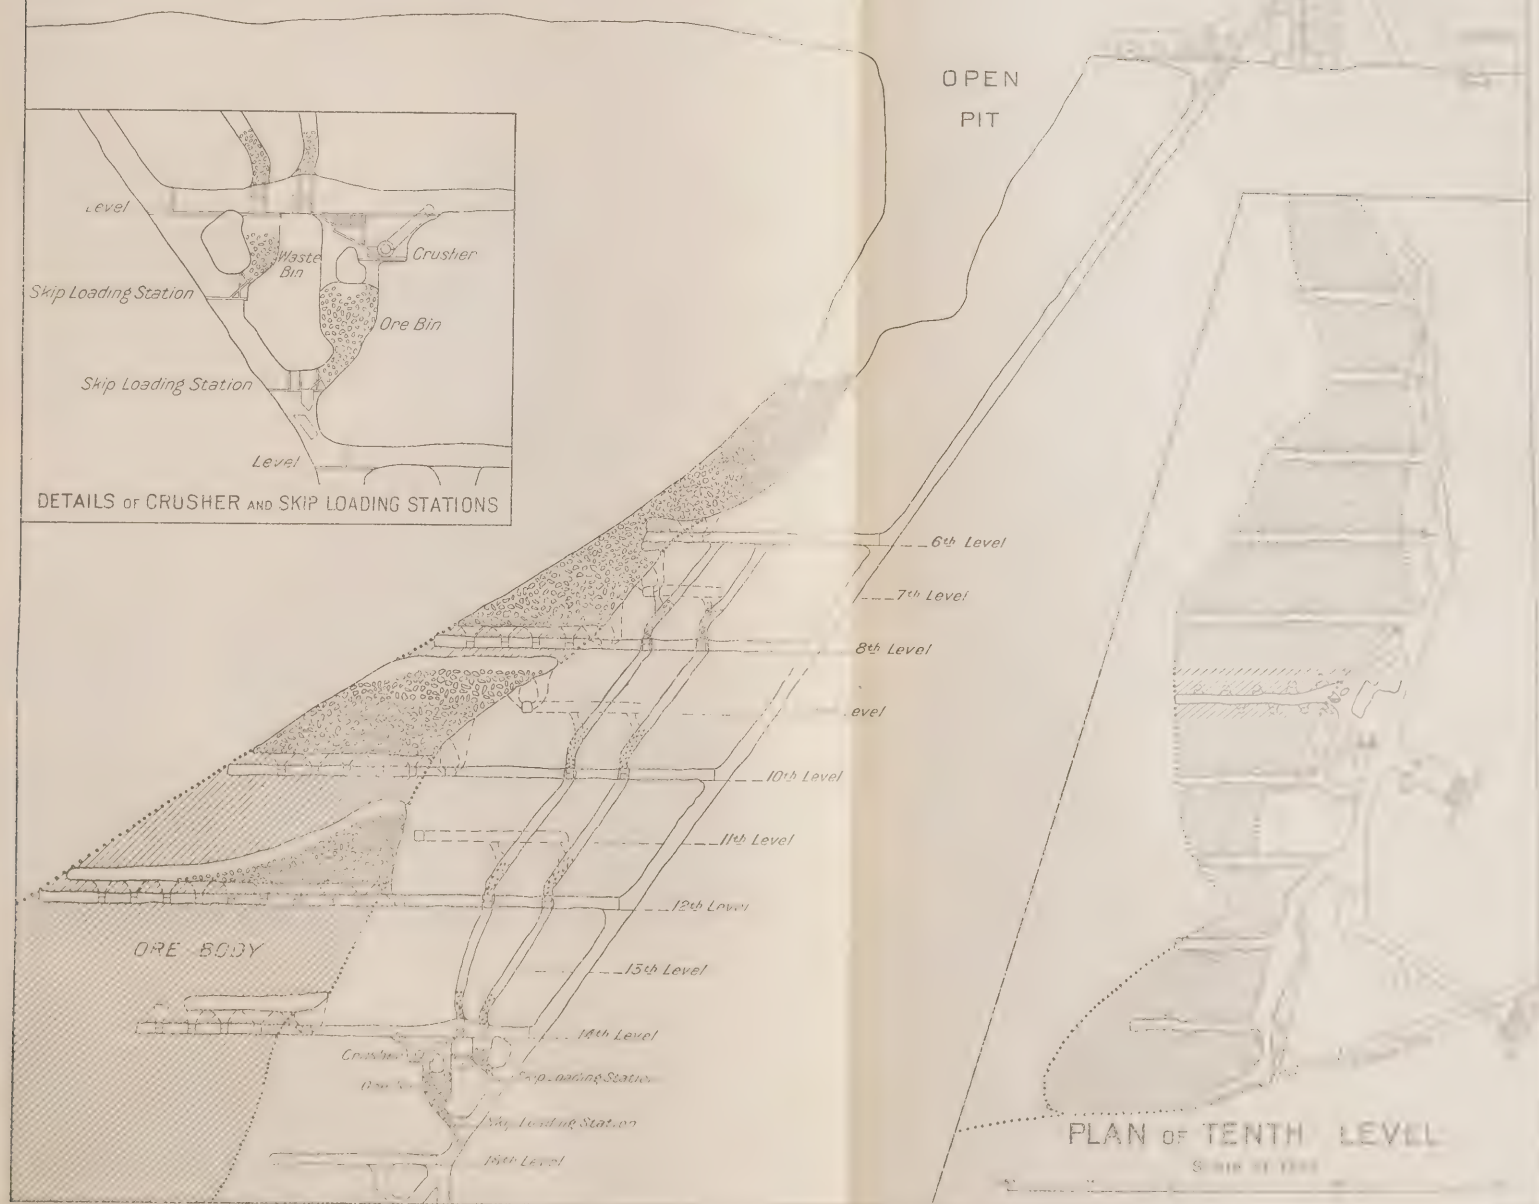 OPEN
PIT
Level
Crusher
Waste
Bin
Skip Loading Station
Ore Bin
Skip Loading Station
Level
DETAILS OF CRUSHER AND SKIP LOADING STATIONS
6th Level
7th Level
8th Level
evel
10th Level
11th Level
12th Level
ORE BODY
13th Level
14th Level
Skip Loading Station
Skip Loading Station
Level
PLAN OF TENTH LEVEL